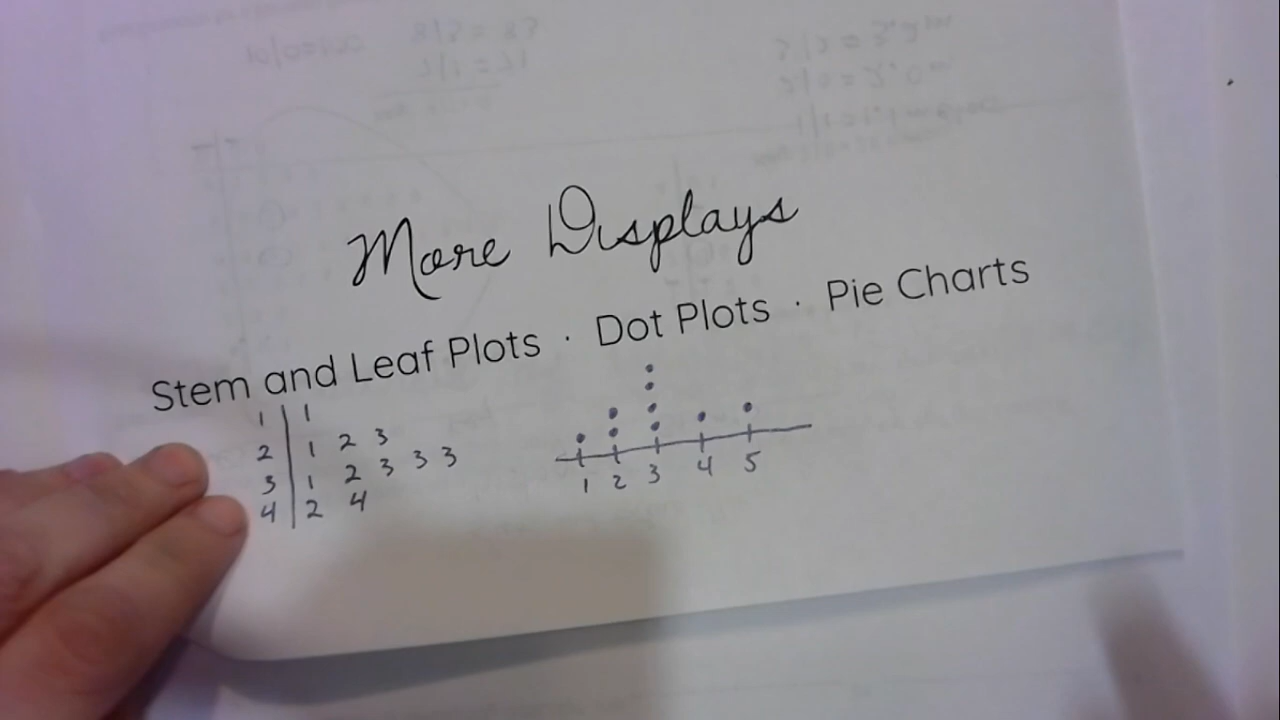 More Displays
Stem and Leaf Plots · Dot Plots · Pie Charts
1 | 1
2 | 1 2 3
3 | 1 2 3 3 3
4 | 2 4
1 2 3 4 5